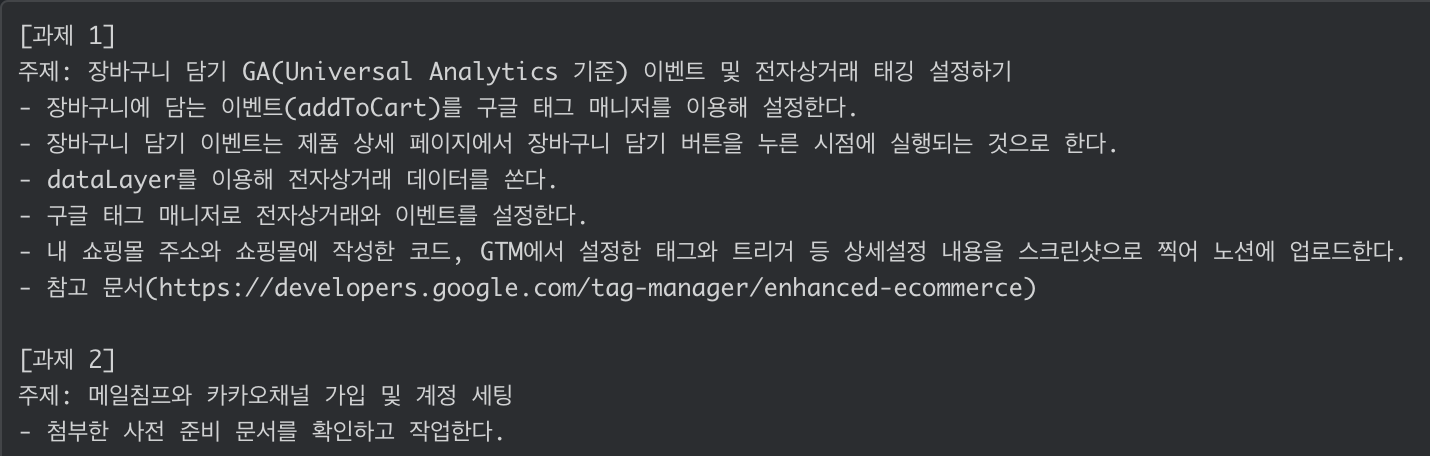 [과제 1]
주제: 장바구니 담기 GA(Universal Analytics 기준) 이벤트 및 전자상거래 태깅 설정하기
- 장바구니에 담는 이벤트(addToCart)를 구글 태그 매니저를 이용해 설정한다.
- 장바구니 담기 이벤트는 제품 상세 페이지에서 장바구니 담기 버튼을 누른 시점에 실행되는 것으로 한다.
- dataLayer를 이용해 전자상거래 데이터를 쏜다.
- 구글 태그 매니저로 전자상거래와 이벤트를 설정한다.
- 내 쇼핑몰 주소와 쇼핑몰에 작성한 코드, GTM에서 설정한 태그와 트리거 등 상세설정 내용을 스크린샷으로 찍어 노션에 업로드한다.
- 참고 문서(https://developers.google.com/tag-manager/enhanced-ecommerce)
[과제 2]
주제: 메일침프와 카카오채널 가입 및 계정 세팅
- 첨부한 사전 준비 문서를 확인하고 작업한다.